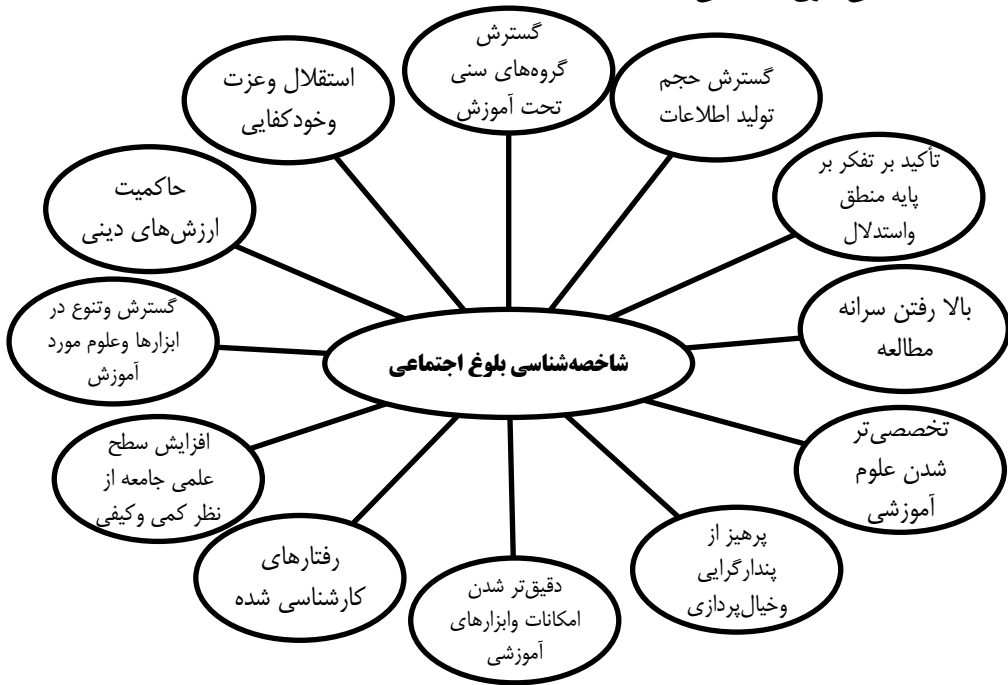 گسترش
گروه‌های سنی
تحت آموزش
گسترش حجم
تولید اطلاعات
تأکید بر تفکر بر
پایه منطق
واستدلال
بالا رفتن سرانه
مطالعه
تخصصی‌تر
شدن علوم
آموزشی
پرهیز از
پندارگرایی
وخیال‌پردازی
دقیق‌تر شدن
امکانات وابزارهای
آموزشی
رفتارهای
کارشناسی شده
افزایش سطح
علمی جامعه از
نظر کمی وکیفی
گسترش وتنوع در
ابزارها وعلوم مورد
آموزش
حاکمیت
ارزش‌های دینی
استقلال وعزت
وخودکفایی
شاخصه‌شناسی بلوغ اجتماعی